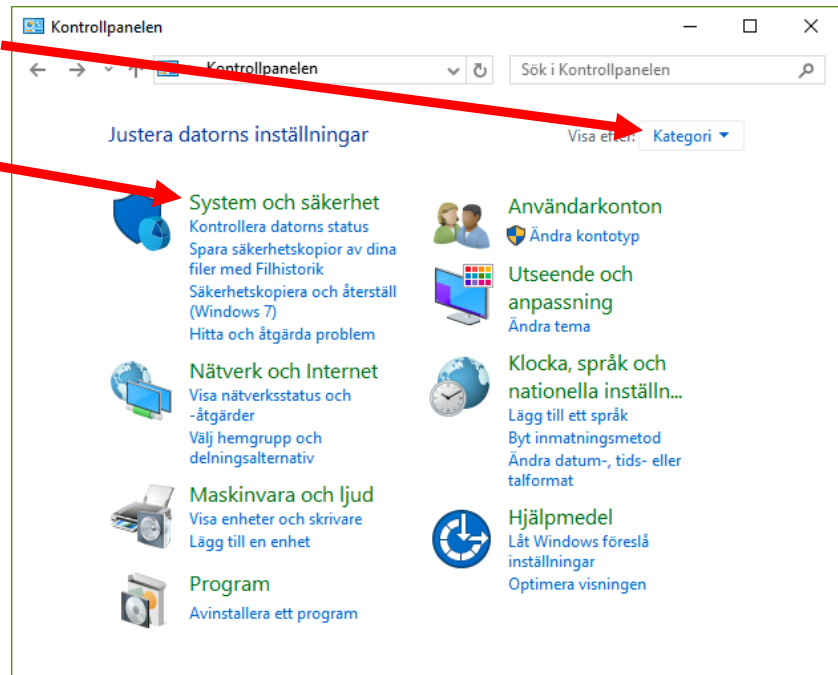 Kontrollpanelen
Kontrollpanelen
Sök i Kontrollpanelen
Justera datorns inställningar
Visa efter:
Kategori
System och säkerhet
Kontrollera datorns status
Spara säkerhetskopior av dina
filer med Filhistorik
Säkerhetskopiera och återställ
(Windows 7)
Hitta och åtgärda problem
Nätverk och Internet
Visa nätverksstatus och
-åtgärder
Välj hemgrupp och
delningsalternativ
Maskinvara och ljud
Visa enheter och skrivare
Lägg till en enhet
Program
Avinstallera ett program
Användarkonton
Ändra kontotyp
Utseende och
anpassning
Ändra tema
Klocka, språk och
nationella inställn...
Lägg till ett språk
Byt inmatningsmetod
Ändra datum-, tids- eller
talformat
Hjälpmedel
Låt Windows föreslå
inställningar
Optimera visningen